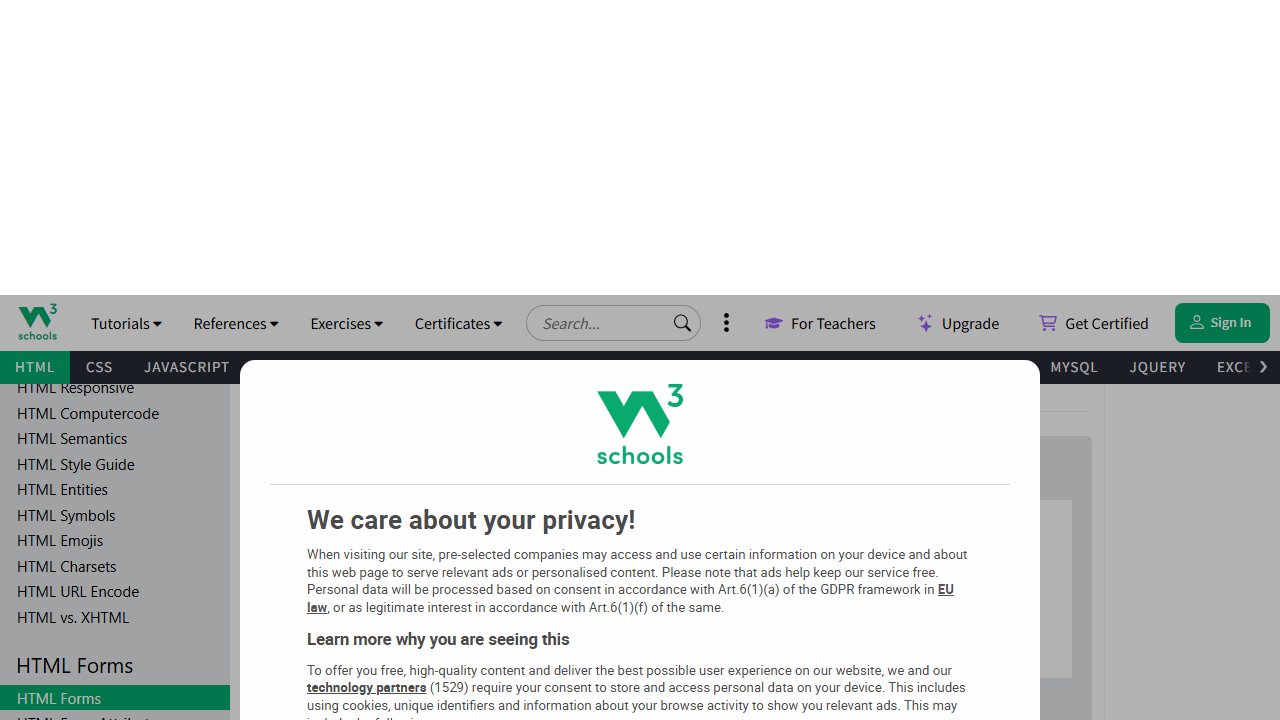 3
schools
Tutorials
References
Exercises
Certificates
Search...
For Teachers
Upgrade
Get Certified
Sign In
HTML
CSS
JAVASCRIPT
MYSQL
JQUERY
HTML Responsive
HTML Computercode
HTML Semantics
HTML Style Guide
HTML Entities
HTML Symbols
HTML Emojis
HTML Charsets
HTML URL Encode
HTML vs. XHTML
HTML Forms
HTML Forms
3
schools
We care about your privacy!
When visiting our site, pre-selected companies may access and use certain information on your device and about
this web page to serve relevant ads or personalised content. Please note that ads help keep our service free.
Personal data will be processed based on consent in accordance with Art.6(1)(a) of the GDPR framework in EU
law, or as legitimate interest in accordance with Art.6(1)(f) of the same.
Learn more why you are seeing this
To offer you free, high-quality content and deliver the best possible user experience on our website, we and our
technology partners (1529) require your consent to store and access personal data on your device. This includes
using cookies, unique identifiers and information about your browse activity to show you relevant ads. This may